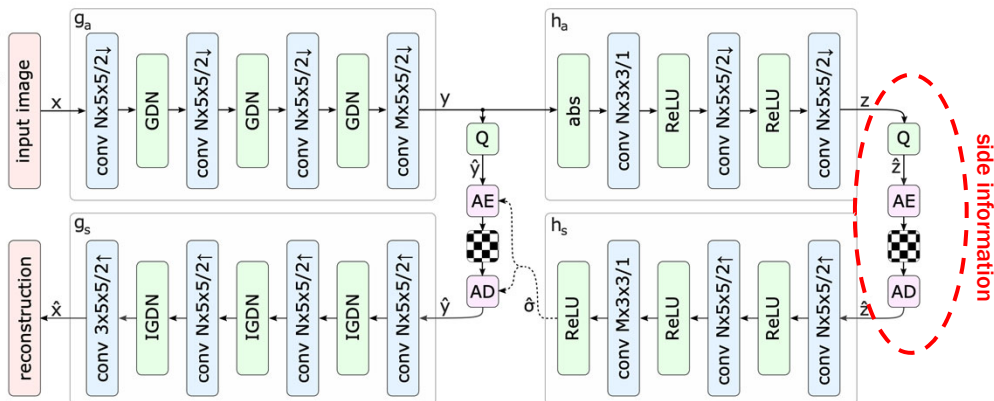 input image
x
g_a
conv Nx5x5/2↓
GDN
conv Nx5x5/2↓
GDN
conv Nx5x5/2↓
GDN
conv Mx5x5/2↓
y
h_a
abs
conv Nx3x3/1
ReLU
conv Nx5x5/2↓
ReLU
conv Nx5x5/2↓
z
Q
ŷ
AE
AD
Q
ẑ
AE
AD
side information
reconstruction
x̂
g_s
conv 3x5x5/2↑
IGDN
conv Nx5x5/2↑
IGDN
conv Nx5x5/2↑
IGDN
conv Nx5x5/2↑
ŷ
σ̂
h_s
ReLU
conv Mx3x3/1
ReLU
conv Nx5x5/2↑
ReLU
conv Nx5x5/2↑
ẑ